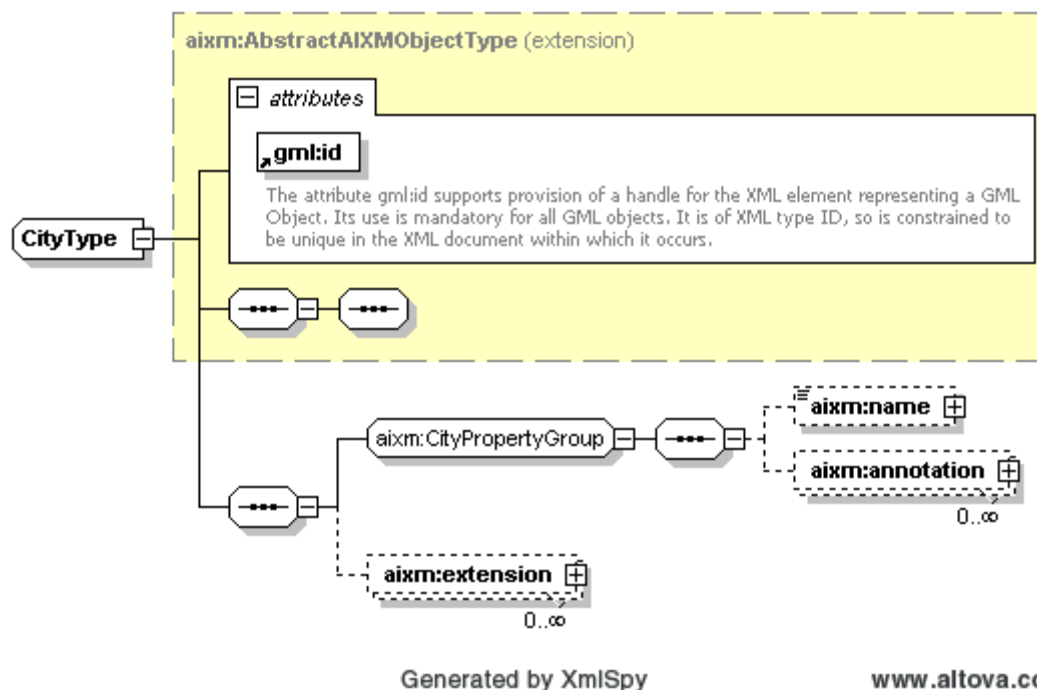 aixm:AbstractAIXMObjectType (extension)
attributes
gml:id
The attribute gml:id supports provision of a handle for the XML element representing a GML
Object. Its use is mandatory for all GML objects. It is of XML type ID, so is constrained to
be unique in the XML document within which it occurs.
CityType
aixm:CityPropertyGroup
aixm:name
aixm:annotation
0..∞
aixm:extension
0..∞
Generated by XmlSpy
www.altova.co